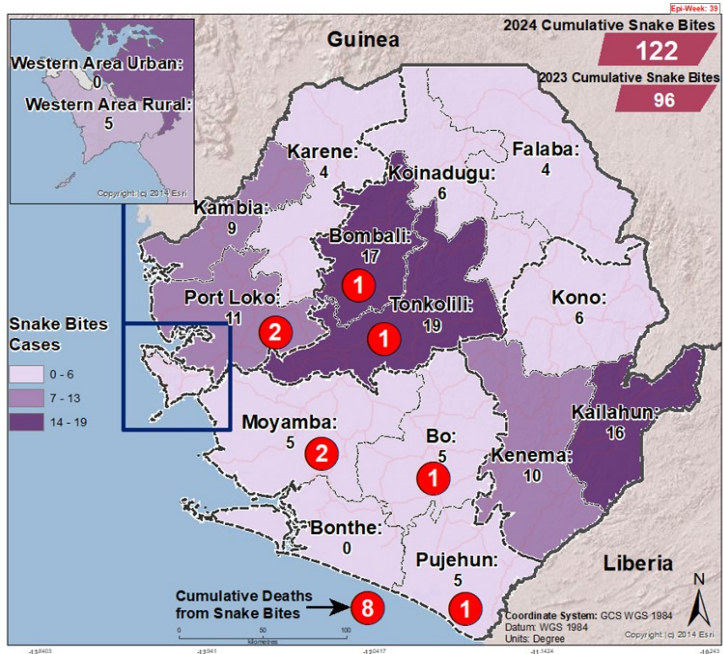 Epi-Week: 39
2024 Cumulative Snake Bites
122
2023 Cumulative Snake Bites
96
Guinea
Western Area Urban:
0
Western Area Rural:
5
Copyright:(c) 2014 Esri
Karene:
4
Koinadugu:
6
Falaba:
4
Kambia:
9
Bombali:
17
1
Port Loko:
11
2
Tonkolili:
19
1
Kono:
6
Snake Bites
Cases
0 - 6
7 - 13
14 - 19
Moyamba:
5
2
Bo:
5
1
Kenema:
10
Kailahun:
16
Bonthe:
0
Pujehun:
5
1
Liberia
N
Cumulative Deaths
from Snake Bites
8
0 50 100
kilometres
Coordinate System: GCS WGS 1984
Datum: WGS 1984
Units: Degree
Copyright:(c) 2014 Esri